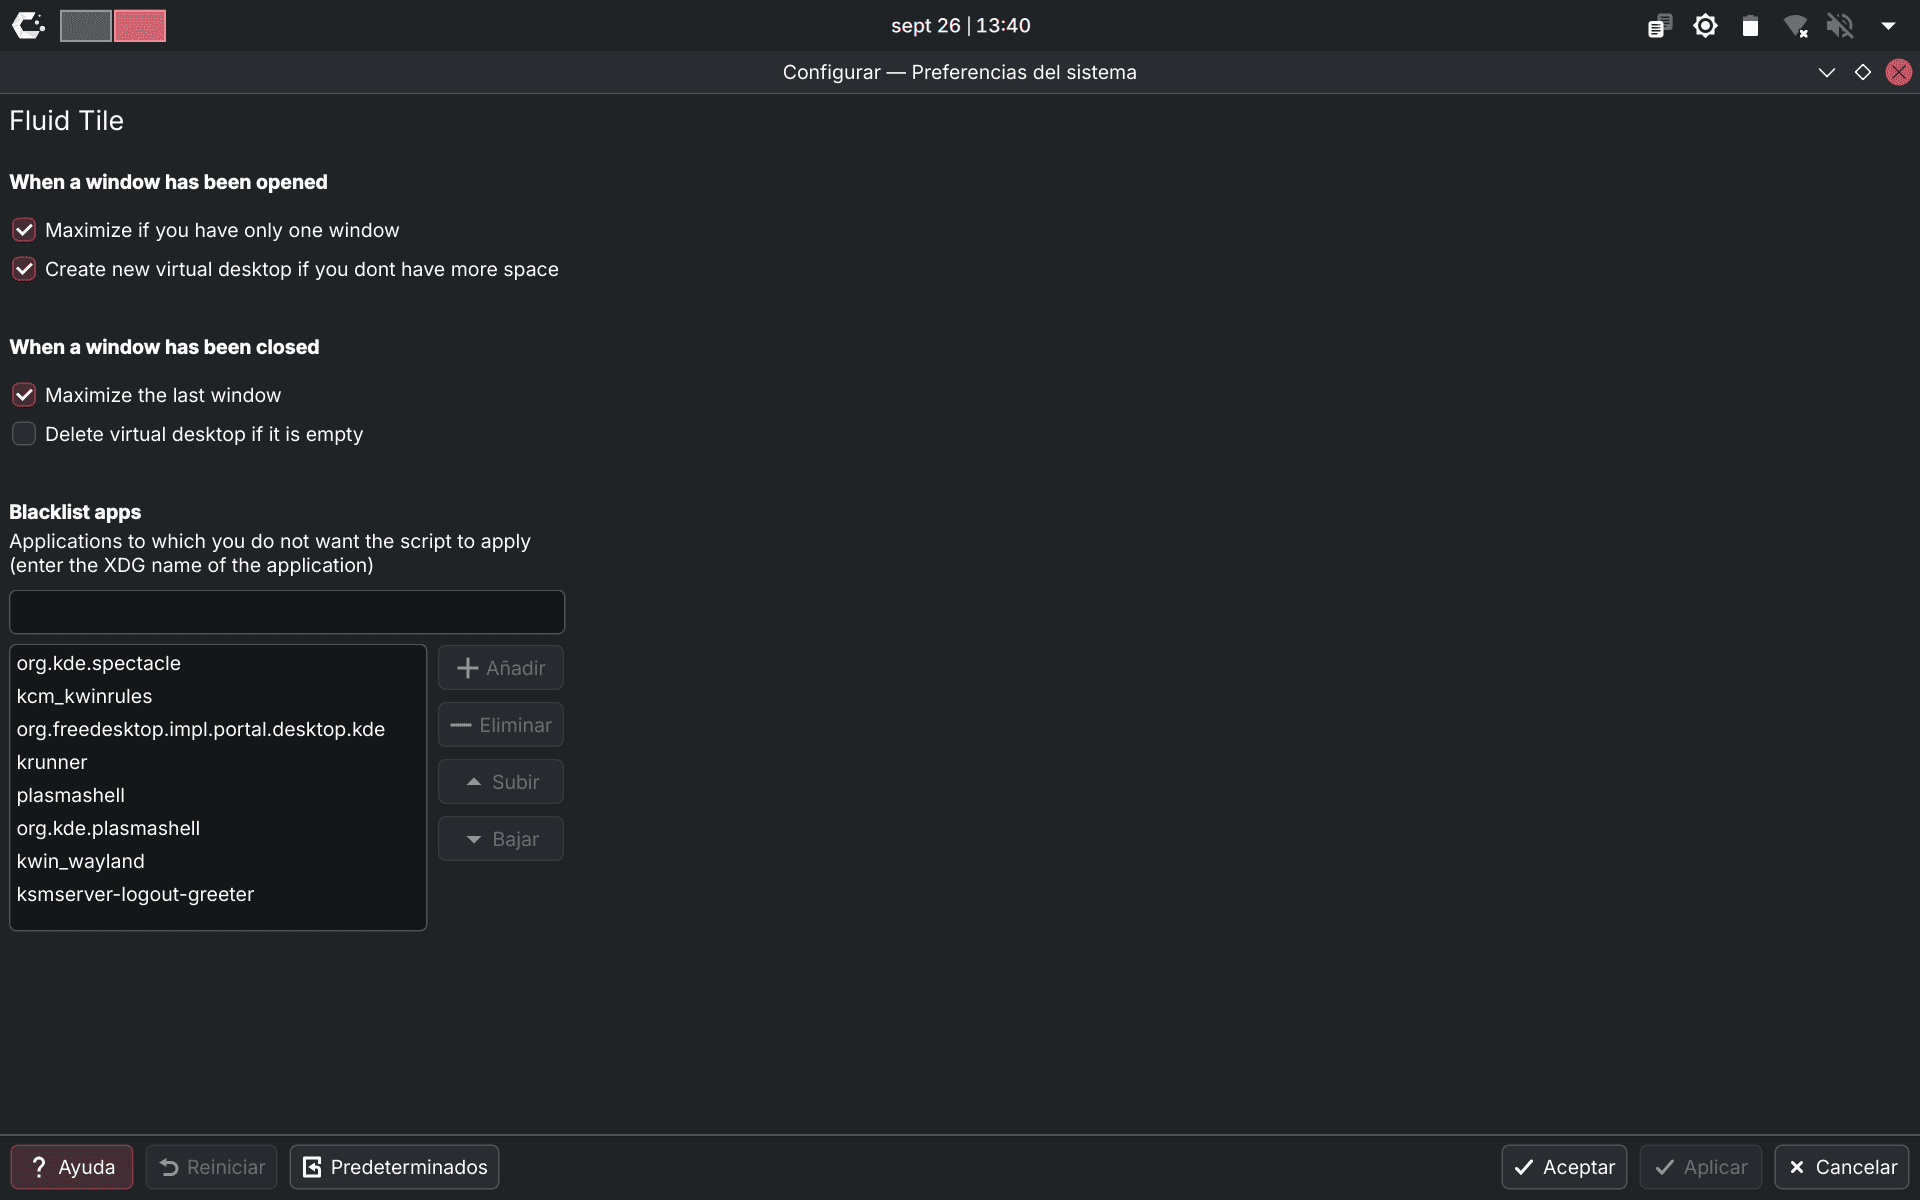 sept 26 | 13:40
Configurar — Preferencias del sistema
Fluid Tile
When a window has been opened
Maximize if you have only one window
Create new virtual desktop if you dont have more space
When a window has been closed
Maximize the last window
Delete virtual desktop if it is empty
Blacklist apps
Applications to which you do not want the script to apply
(enter the XDG name of the application)
org.kde.spectacle
kcm_kwinrules
org.freedesktop.impl.portal.desktop.kde
krunner
plasmashell
org.kde.plasmashell
kwin_wayland
ksmserver-logout-greeter
Añadir
Eliminar
Subir
Bajar
? Ayuda
Reiniciar
Predeterminados
Aceptar
Aplicar
Cancelar